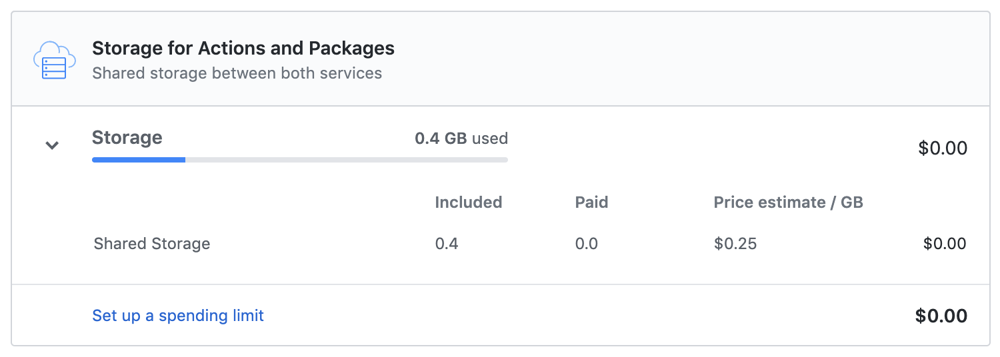 Storage for Actions and Packages
Shared storage between both services
Storage 0.4 GB used $0.00
Included Paid Price estimate / GB
Shared Storage 0.4 0.0 $0.25 $0.00
Set up a spending limit $0.00